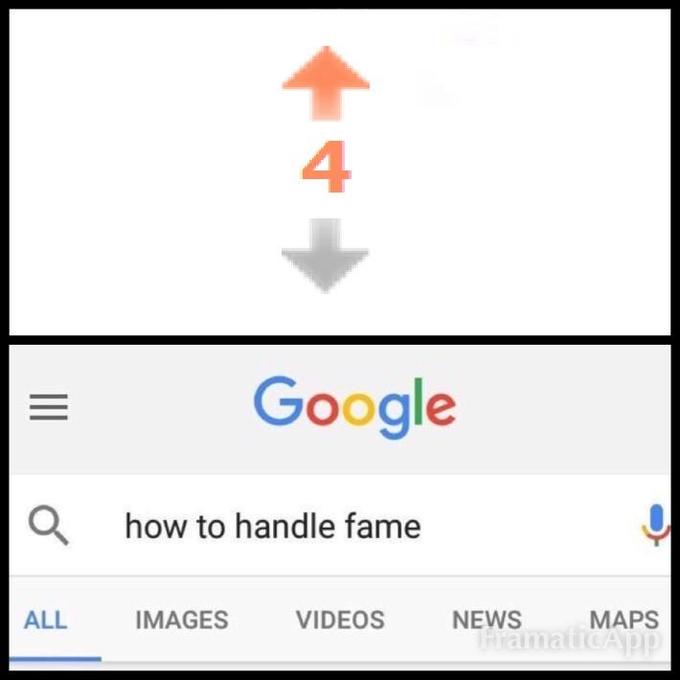 4
Google
how to handle fame
ALL IMAGES VIDEOS NEWS MAPS
FramaticApp